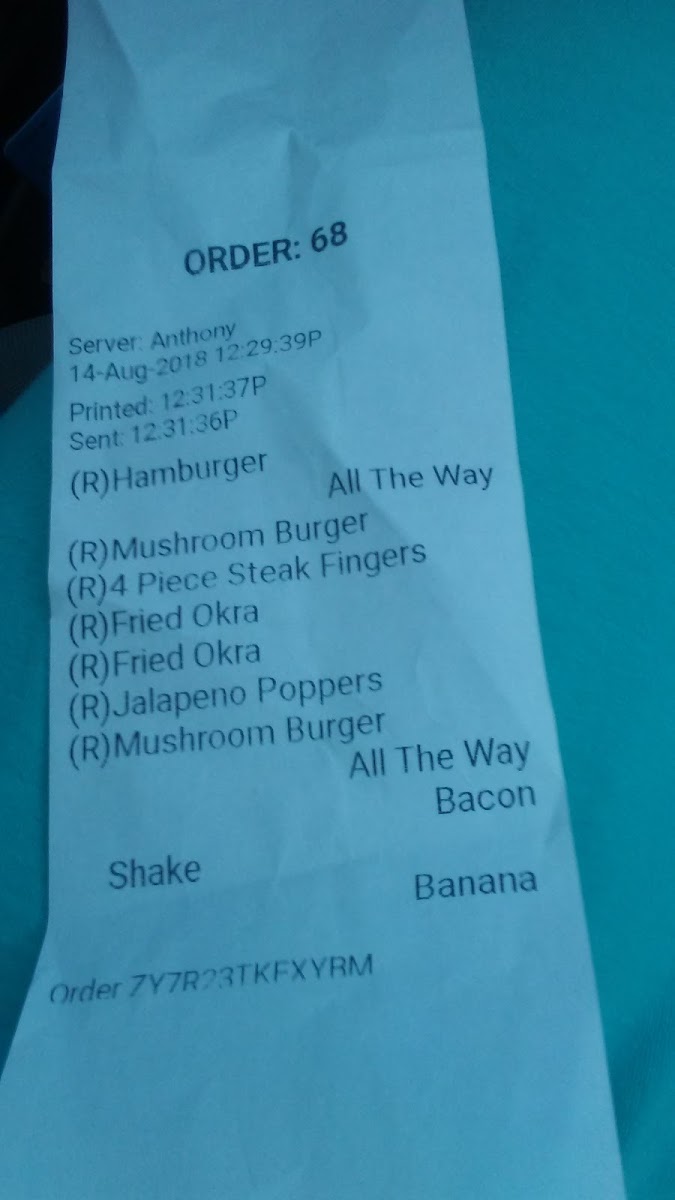 ORDER: 68
Server: Anthony
14-Aug-2018 12:29:39P
Printed: 12:31:37P
Sent: 12:31:36P
(R)Hamburger
All The Way
(R)Mushroom Burger
(R)4 Piece Steak Fingers
(R)Fried Okra
(R)Fried Okra
(R)Jalapeno Poppers
(R)Mushroom Burger
All The Way
Bacon
Shake
Banana
Order 7Y7R23TKFXYRM